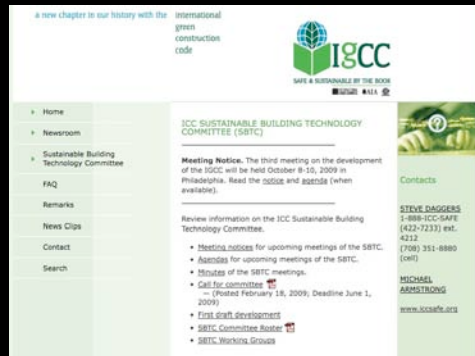 a new chapter in our history with the
international
green
construction
code
IgCC
SAFE & SUSTAINABLE BY THE BOOK
AIA
Home
Newsroom
Sustainable Building
Technology Committee
FAQ
Remarks
News Clips
Contact
Search
ICC SUSTAINABLE BUILDING TECHNOLOGY
COMMITTEE (SBTC)
Meeting Notice. The third meeting on the development
of the IGCC will be held October 8-10, 2009 in
Philadelphia. Read the notice and agenda (when
available).
Review information on the ICC Sustainable Building
Technology Committee.
• Meeting notices for upcoming meetings of the SBTC.
• Agendas for upcoming meetings of the SBTC.
• Minutes of the SBTC meetings.
• Call for committee
— (Posted February 18, 2009; Deadline June 1,
2009)
• First draft development
• SBTC Committee Roster
• SBTC Working Groups
?
Contacts
STEVE DAGGERS
1-888-ICC-SAFE
(422-7233) ext.
4212
(708) 351-8880
(cell)
MICHAEL
ARMSTRONG
www.iccsafe.org